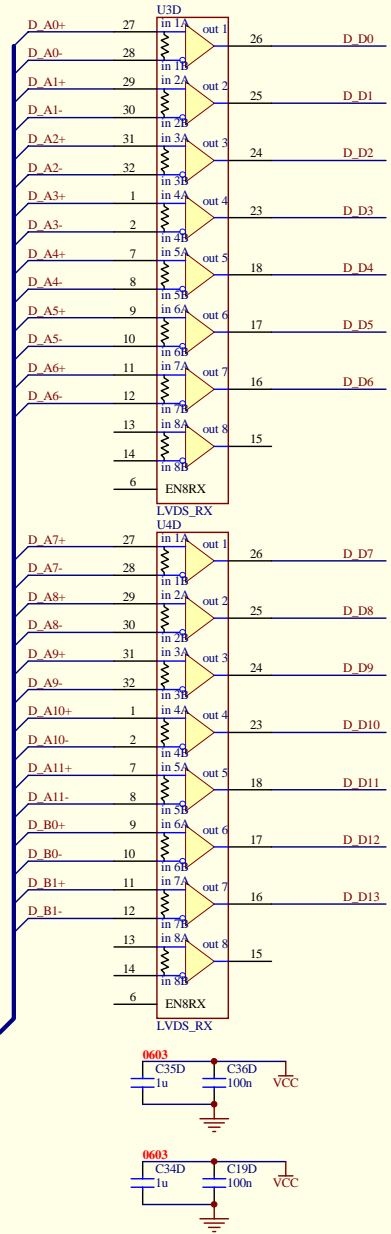 U3D
D_A0+ 27 in 1A out 1 26 D_D0
D_A0- 28 in 1B
D_A1+ 29 in 2A out 2 25 D_D1
D_A1- 30 in 2B
D_A2+ 31 in 3A out 3 24 D_D2
D_A2- 32 in 3B
D_A3+ 1 in 4A out 4 23 D_D3
D_A3- 2 in 4B
D_A4+ 7 in 5A out 5 18 D_D4
D_A4- 8 in 5B
D_A5+ 9 in 6A out 6 17 D_D5
D_A5- 10 in 6B
D_A6+ 11 in 7A out 7 16 D_D6
D_A6- 12 in 7B
13 in 8A out 8 15
14 in 8B
6 EN8RX
LVDS_RX
U4D
D_A7+ 27 in 1A out 1 26 D_D7
D_A7- 28 in 1B
D_A8+ 29 in 2A out 2 25 D_D8
D_A8- 30 in 2B
D_A9+ 31 in 3A out 3 24 D_D9
D_A9- 32 in 3B
D_A10+ 1 in 4A out 4 23 D_D10
D_A10- 2 in 4B
D_A11+ 7 in 5A out 5 18 D_D11
D_A11- 8 in 5B
D_B0+ 9 in 6A out 6 17 D_D12
D_B0- 10 in 6B
D_B1+ 11 in 7A out 7 16 D_D13
D_B1- 12 in 7B
13 in 8A out 8 15
14 in 8B
6 EN8RX
LVDS_RX
0603
C35D C36D
1u 100n VCC
0603
C34D C19D
1u 100n VCC